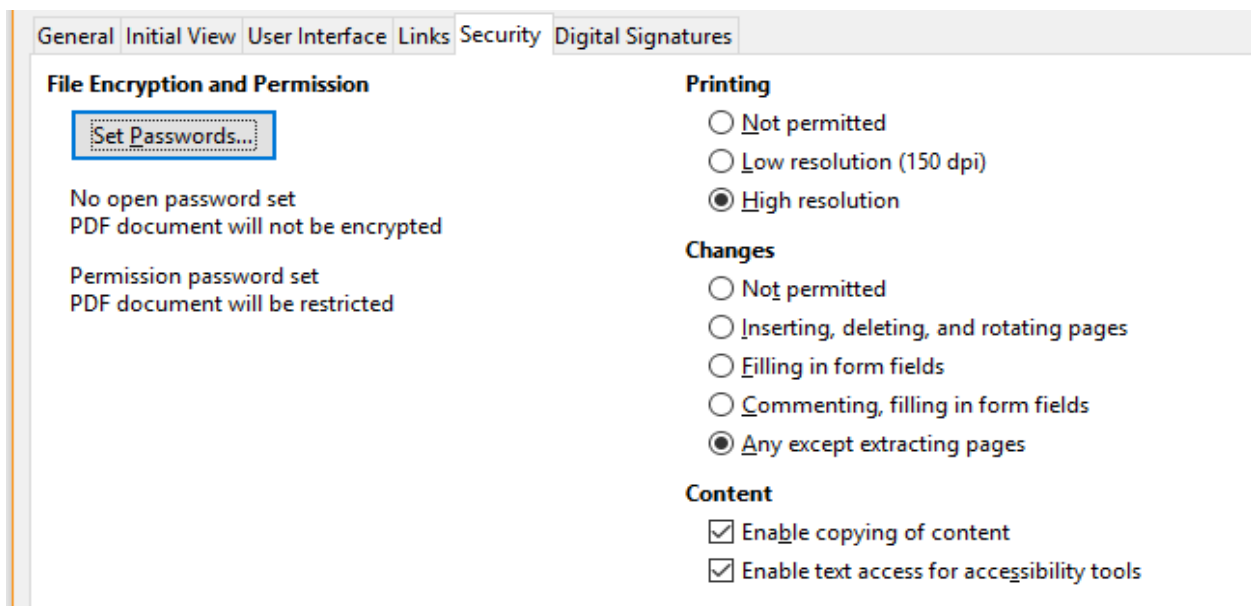 General Initial View User Interface Links Security Digital Signatures
File Encryption and Permission
Set Passwords...
No open password set
PDF document will not be encrypted
Permission password set
PDF document will be restricted
Printing
Not permitted
Low resolution (150 dpi)
High resolution
Changes
Not permitted
Inserting, deleting, and rotating pages
Filling in form fields
Commenting, filling in form fields
Any except extracting pages
Content
Enable copying of content
Enable text access for accessibility tools